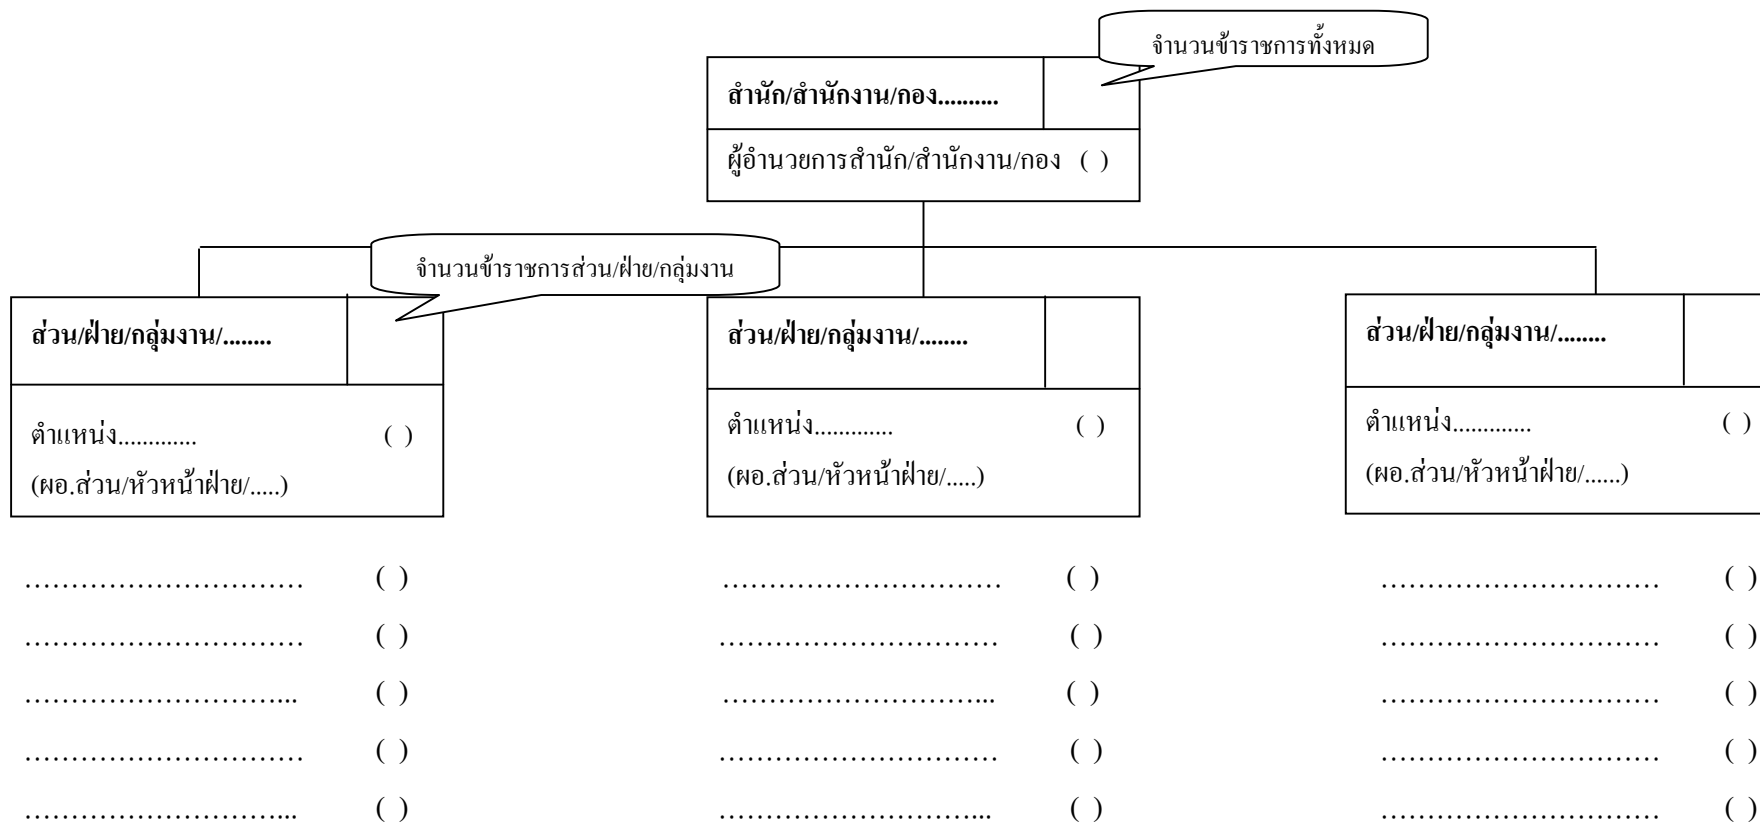 จำนวนข้าราชการทั้งหมด
สำนัก/สำนักงาน/กอง..........
ผู้อำนวยการสำนัก/สำนักงาน/กอง ( )
จำนวนข้าราชการส่วน/ฝ่าย/กลุ่มงาน
ส่วน/ฝ่าย/กลุ่มงาน/........
ตำแหน่ง............. ( )
(ผอ.ส่วน/หัวหน้าฝ่าย/.....)
………………………… ( )
………………………… ( )
………………………... ( )
………………………… ( )
………………………... ( )
ส่วน/ฝ่าย/กลุ่มงาน/........
ตำแหน่ง............. ( )
(ผอ.ส่วน/หัวหน้าฝ่าย/.....)
………………………… ( )
………………………… ( )
………………………... ( )
………………………… ( )
………………………... ( )
ส่วน/ฝ่าย/กลุ่มงาน/........
ตำแหน่ง............. ( )
(ผอ.ส่วน/หัวหน้าฝ่าย/......)
………………………… ( )
………………………… ( )
………………………… ( )
………………………… ( )
………………………… ( )